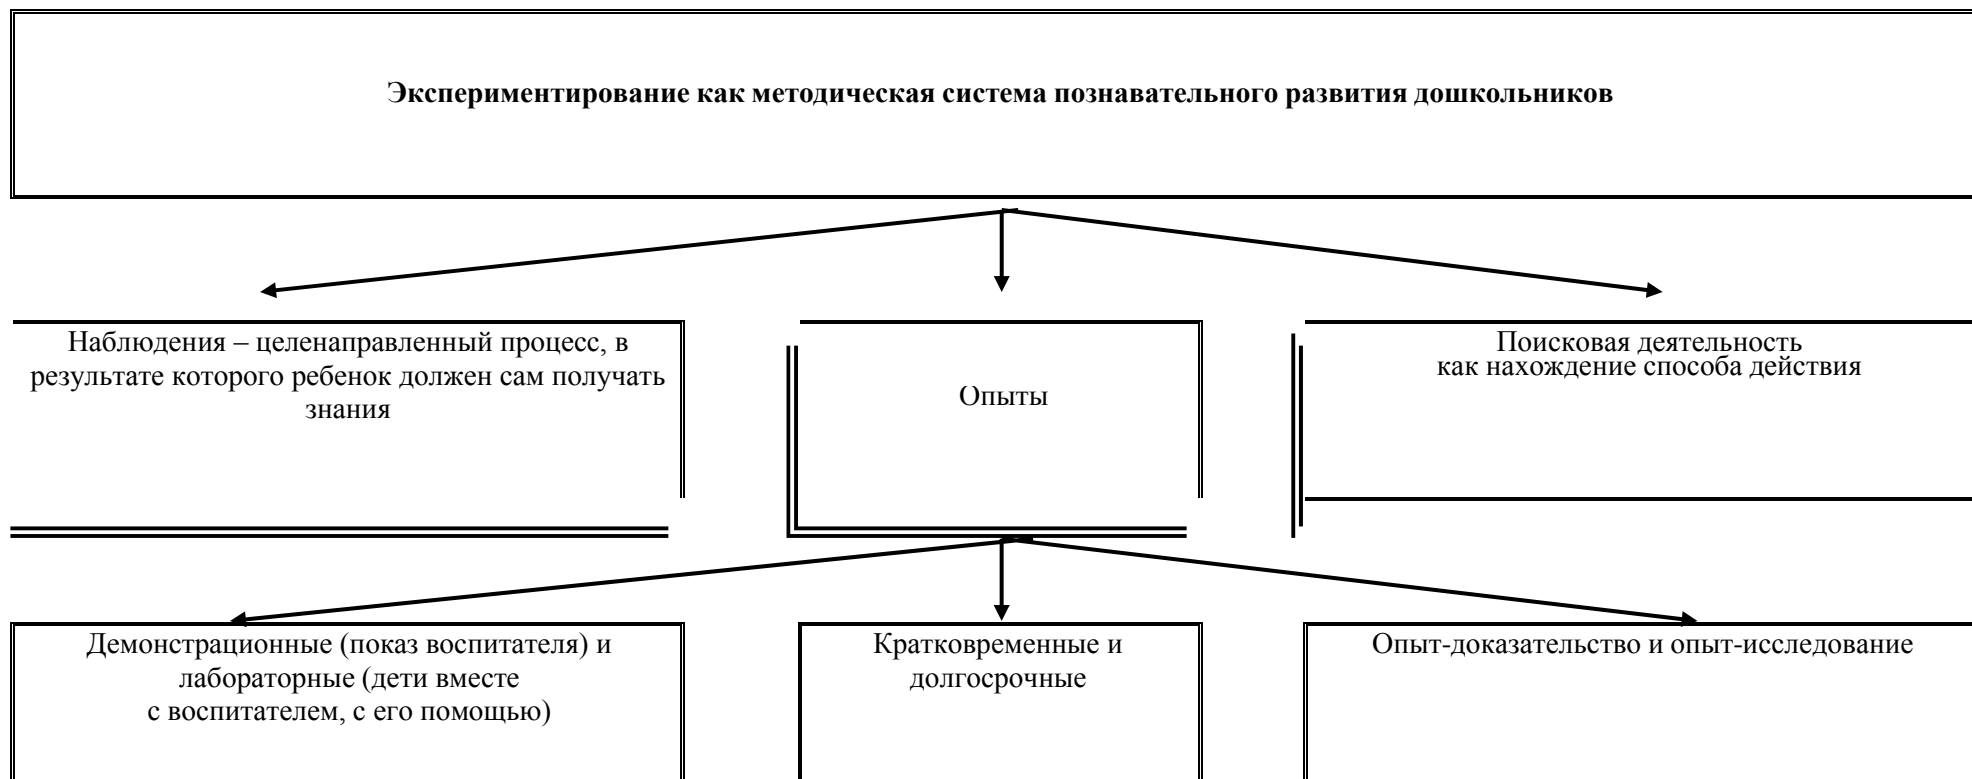 Экспериментирование как методическая система познавательного развития дошкольников
Наблюдения – целенаправленный процесс, в
результате которого ребенок должен сам получать
знания
Опыты
Поисковая деятельность
как нахождение способа действия
Демонстрационные (показ воспитателя) и
лабораторные (дети вместе
с воспитателем, с его помощью)
Кратковременные и
долгосрочные
Опыт-доказательство и опыт-исследование